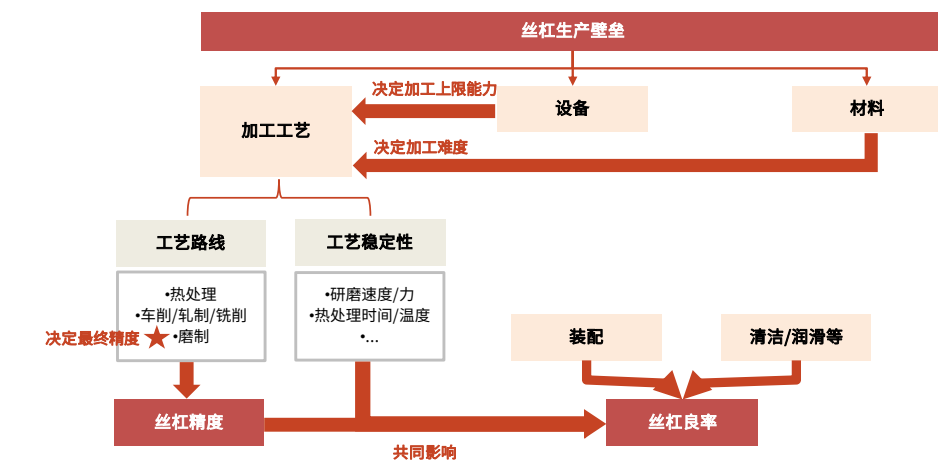 丝杠生产壁垒
决定加工上限能力
加工工艺
设备
材料
决定加工难度
工艺路线
工艺稳定性
•热处理
•车削/轧制/铣削
•磨制
决定最终精度
•研磨速度/力
•热处理时间/温度
•...
装配
清洁/润滑等
丝杠精度
丝杠良率
共同影响